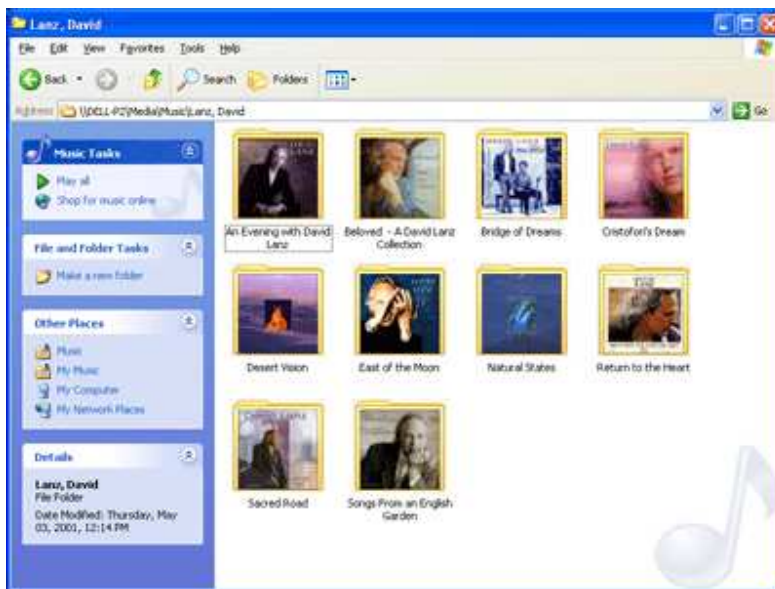 Lanz, David
File Edit View Favorites Tools Help
Back Search Folders
Address \\DELL-P2\Media\Music\Lanz, David Go
Music Tasks
Play all
Shop for music online
File and Folder Tasks
Make a new folder
Other Places
Music
My Music
My Computer
My Network Places
Details
Lanz, David
File Folder
Date Modified: Thursday, May
03, 2001, 12:14 PM
An Evening with David
Lanz
Beloved - A David Lanz
Collection
Bridge of Dreams
Cristofori's Dream
Desert Vision
East of the Moon
Natural States
Return to the Heart
Sacred Road
Songs From an English
Garden